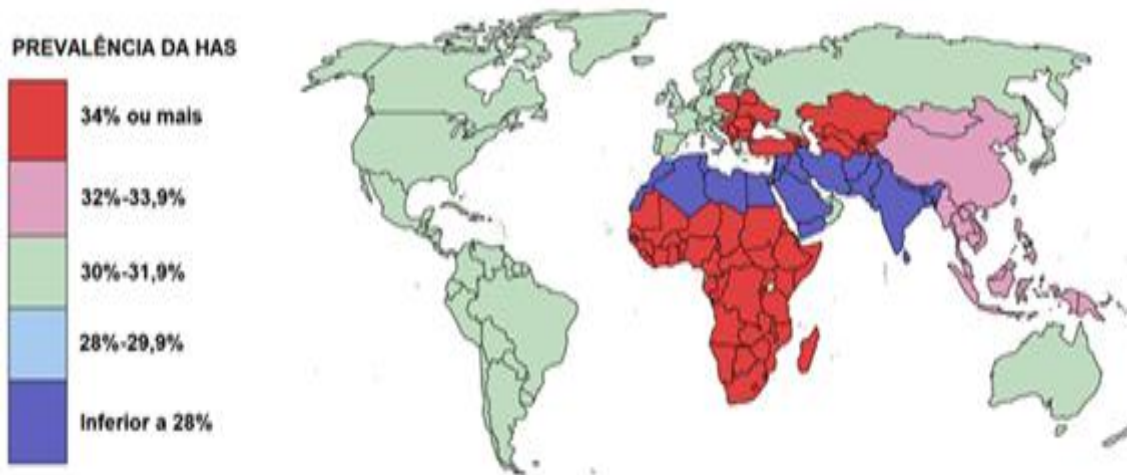 PREVALÊNCIA DA HAS
34% ou mais
32%-33,9%
30%-31,9%
28%-29,9%
Inferior a 28%